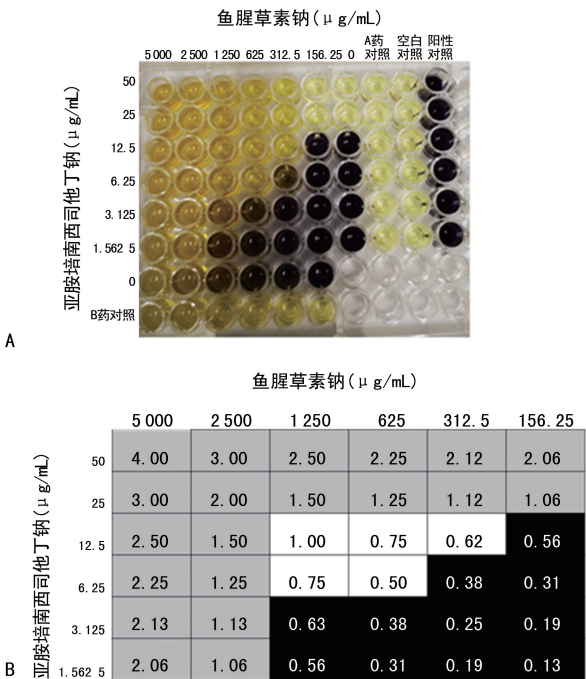 鱼腥草素钠(μg/mL)
5 000 2 500 1 250 625 312. 5 156. 25 0 A药对照 空白对照 阳性对照
亚胺培南西司他丁钠(μg/mL)
50
25
12. 5
6. 25
3. 125
1. 562 5
0
B药对照
A
鱼腥草素钠(μg/mL)
5 000 2 500 1 250 625 312. 5 156. 25
亚胺培南西司他丁钠(μg/mL)
50 4. 00 3. 00 2. 50 2. 25 2. 12 2. 06
25 3. 00 2. 00 1. 50 1. 25 1. 12 1. 06
12. 5 2. 50 1. 50 1. 00 0. 75 0. 62 0. 56
6. 25 2. 25 1. 25 0. 75 0. 50 0. 38 0. 31
3. 125 2. 13 1. 13 0. 63 0. 38 0. 25 0. 19
1. 562 5 2. 06 1. 06 0. 56 0. 31 0. 19 0. 13
B